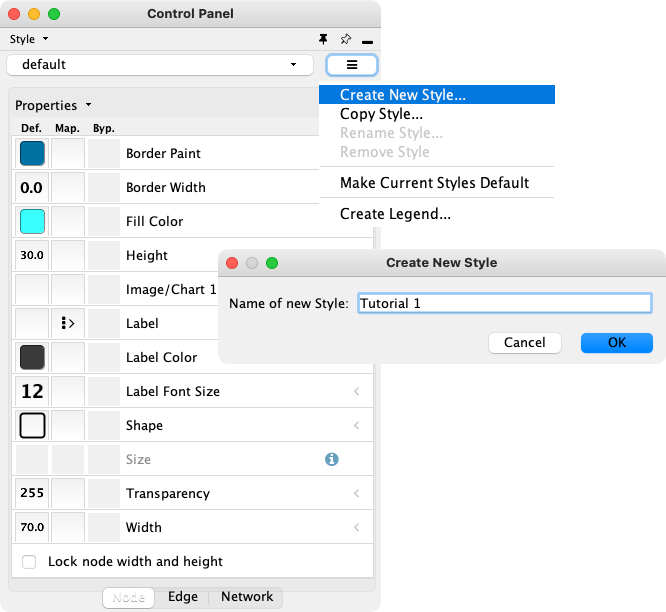 Control Panel
Style
default
Create New Style...
Copy Style...
Rename Style...
Remove Style
Make Current Styles Default
Create Legend...
Properties
Def. Map. Byp.
Border Paint
0.0 Border Width
Fill Color
30.0 Height
Image/Chart 1
Label
Label Color
12 Label Font Size
Shape
Size
255 Transparency
70.0 Width
Lock node width and height
Node Edge Network
Create New Style
Name of new Style: Tutorial 1
Cancel OK